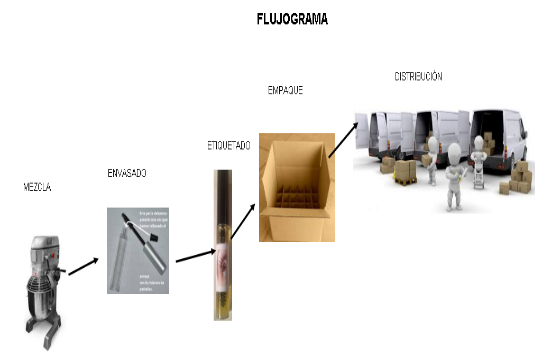 FLUJOGRAMA
DISTRIBUCIÓN
EMPAQUE
ETIQUETADO
ENVASADO
MEZCLA